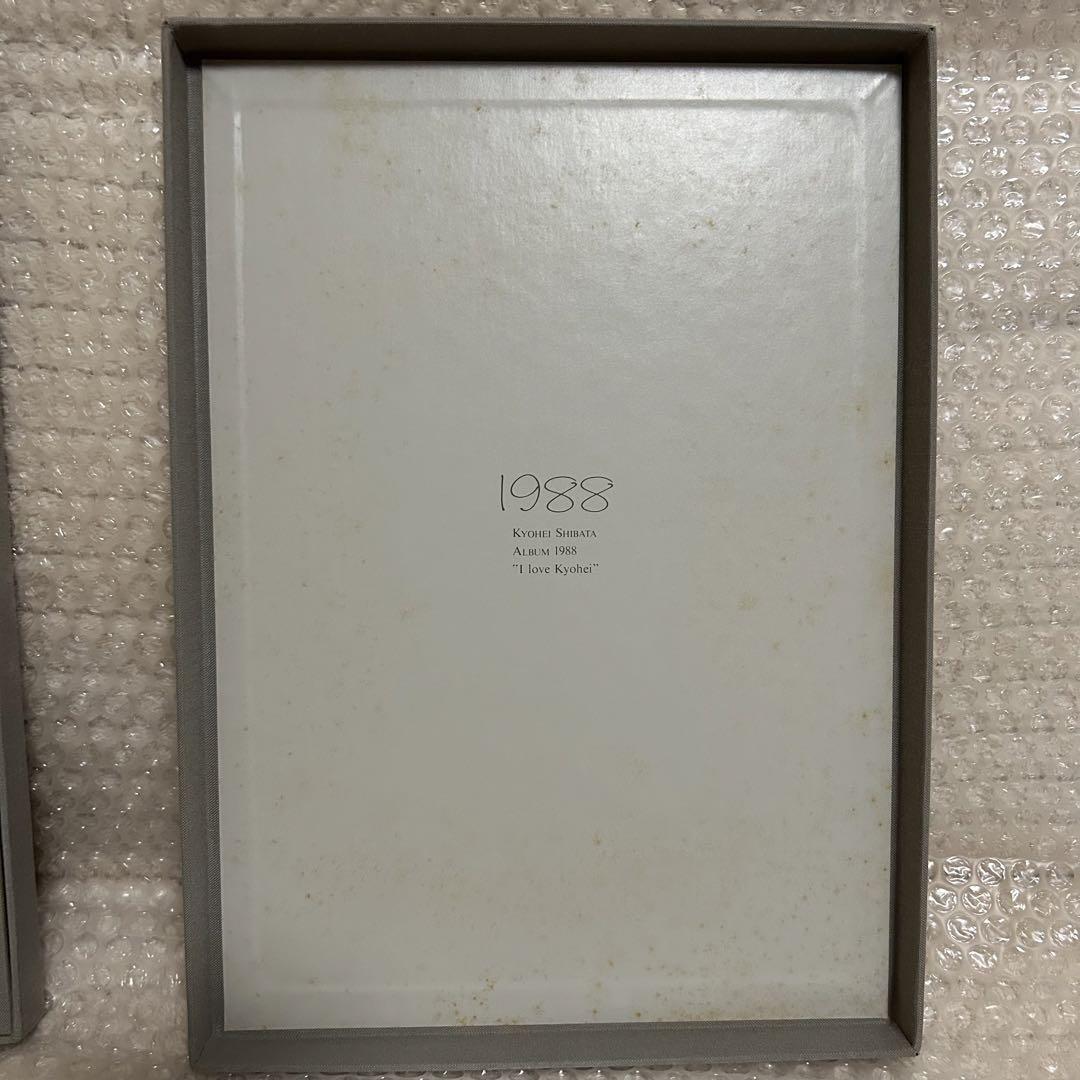 1988
KYOHEI SHIBATA
ALBUM 1988
"I love Kyohei"